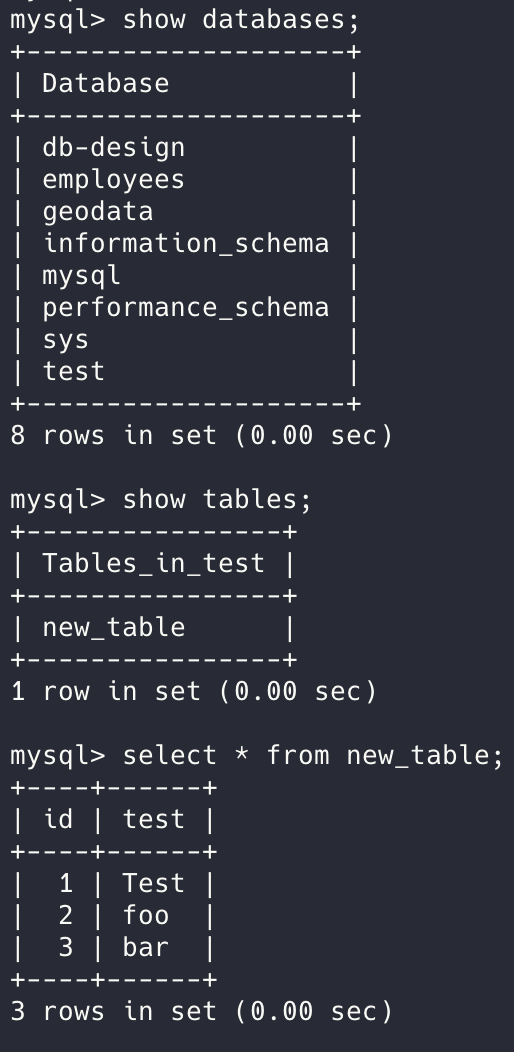 mysql> show databases;
+--------------------+
| Database           |
+--------------------+
| db-design          |
| employees          |
| geodata            |
| information_schema |
| mysql              |
| performance_schema |
| sys                |
| test               |
+--------------------+
8 rows in set (0.00 sec)

mysql> show tables;
+----------------+
| Tables_in_test |
+----------------+
| new_table      |
+----------------+
1 row in set (0.00 sec)

mysql> select * from new_table;
+----+------+
| id | test |
+----+------+
|  1 | Test |
|  2 | foo  |
|  3 | bar  |
+----+------+
3 rows in set (0.00 sec)